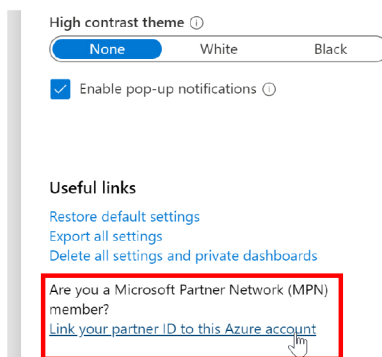 High contrast theme
None White Black
Enable pop-up notifications
Useful links
Restore default settings
Export all settings
Delete all settings and private dashboards
Are you a Microsoft Partner Network (MPN)
member?
Link your partner ID to this Azure account